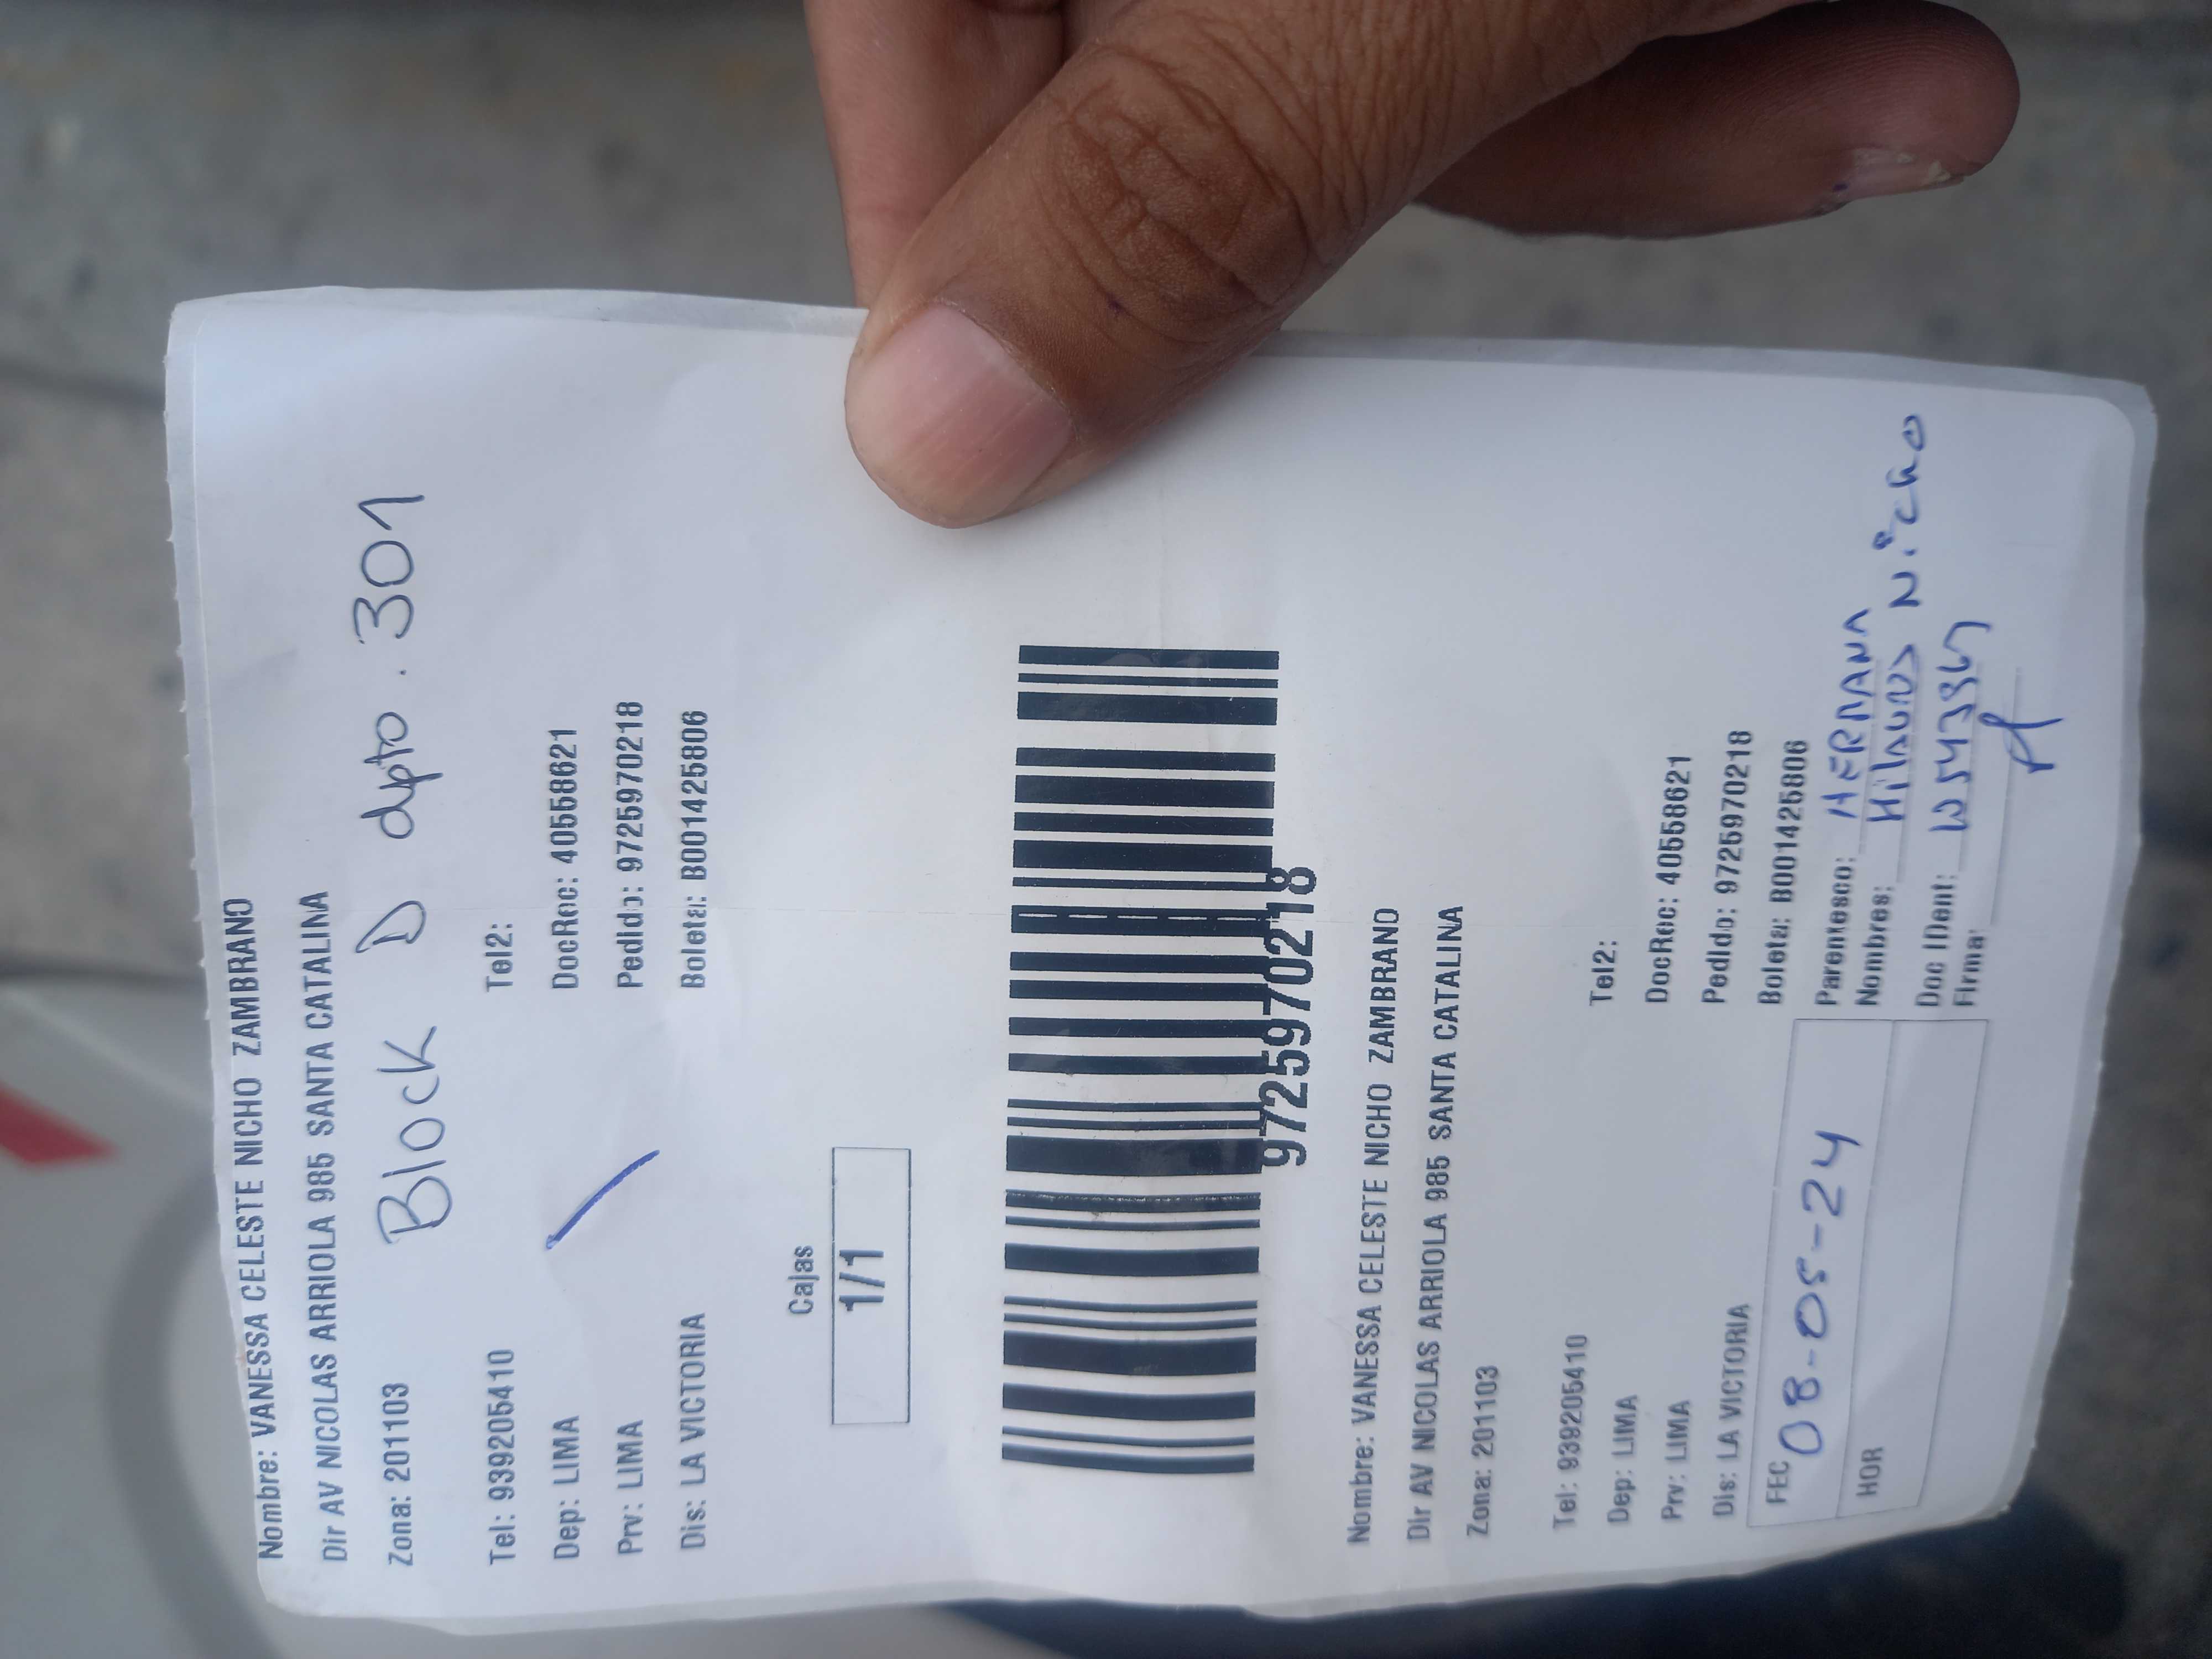 Nombre: VANESSA CELESTE NICHO ZAMBRANO
Dir AV NICOLAS ARRIOLA 985 SANTA CATALINA
Zona: 201103 Block D dpto. 301
Tel: 939205410 Tel2:
Dep: LIMA DocRec: 40558621
Prv: LIMA Pedido: 9725970218
Dis: LA VICTORIA Boleta: B001425806
Cajas
1/1
9725970218
Nombre: VANESSA CELESTE NICHO ZAMBRANO
Dir AV NICOLAS ARRIOLA 985 SANTA CATALINA
Zona: 201103
Tel: 939205410 Tel2:
Dep: LIMA DocRec: 40558621
Prv: LIMA Pedido: 9725970218
Dis: LA VICTORIA Boleta: B001425806
FEC 08-05-24 Parentesco: HERMANA
Nombres:
HOR Doc IDent:
Firma: